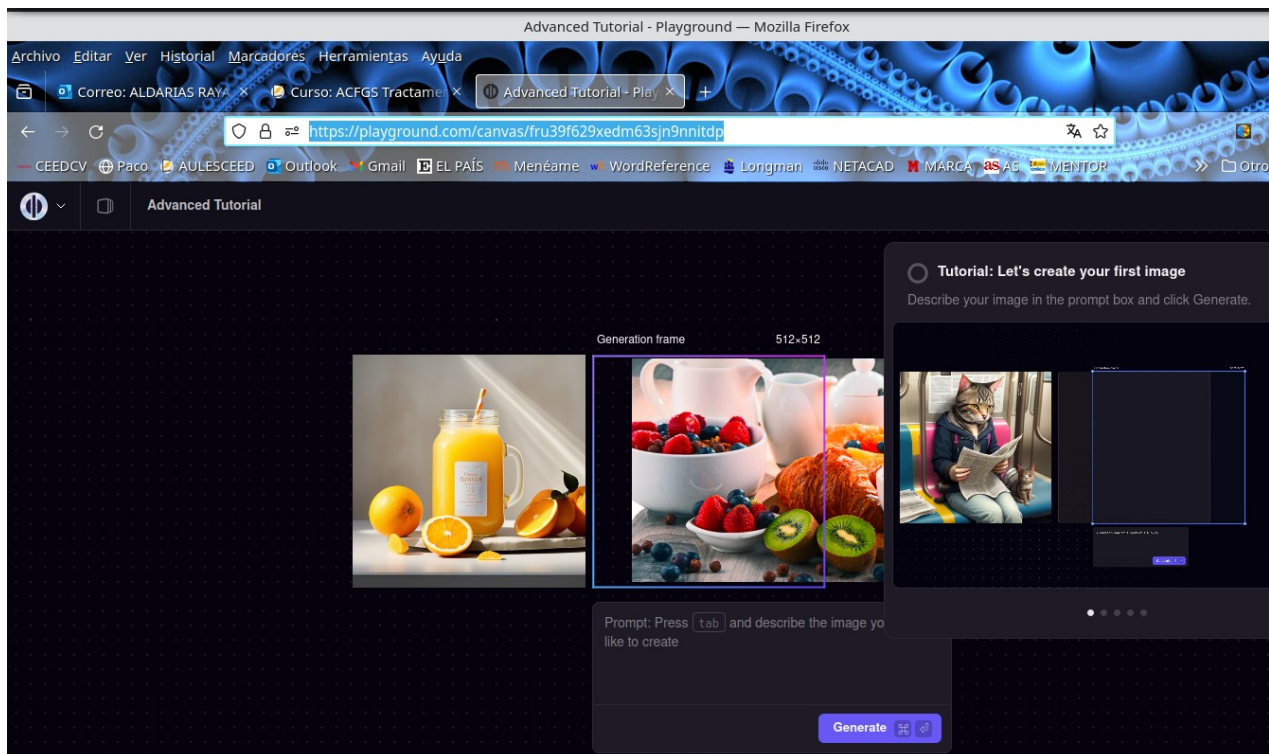 Advanced Tutorial - Playground — Mozilla Firefox
Archivo Editar Ver Historial Marcadores Herramientas Ayuda
Correo: ALDARIAS RAYA × Curso: ACFGS Tractame × Advanced Tutorial - Play × +
https://playground.com/canvas/fru39f629xedm63sjn9nnitdp
CEEDCV Paco AULESCEED Outlook Gmail EL PAÍS Menéame WordReference Longman NETACAD MARCA AS MENTOR » Otro
Advanced Tutorial
Tutorial: Let's create your first image
Describe your image in the prompt box and click Generate.
Generation frame 512×512
Prompt: Press tab and describe the image yo
like to create
Generate ⌘ ⏎